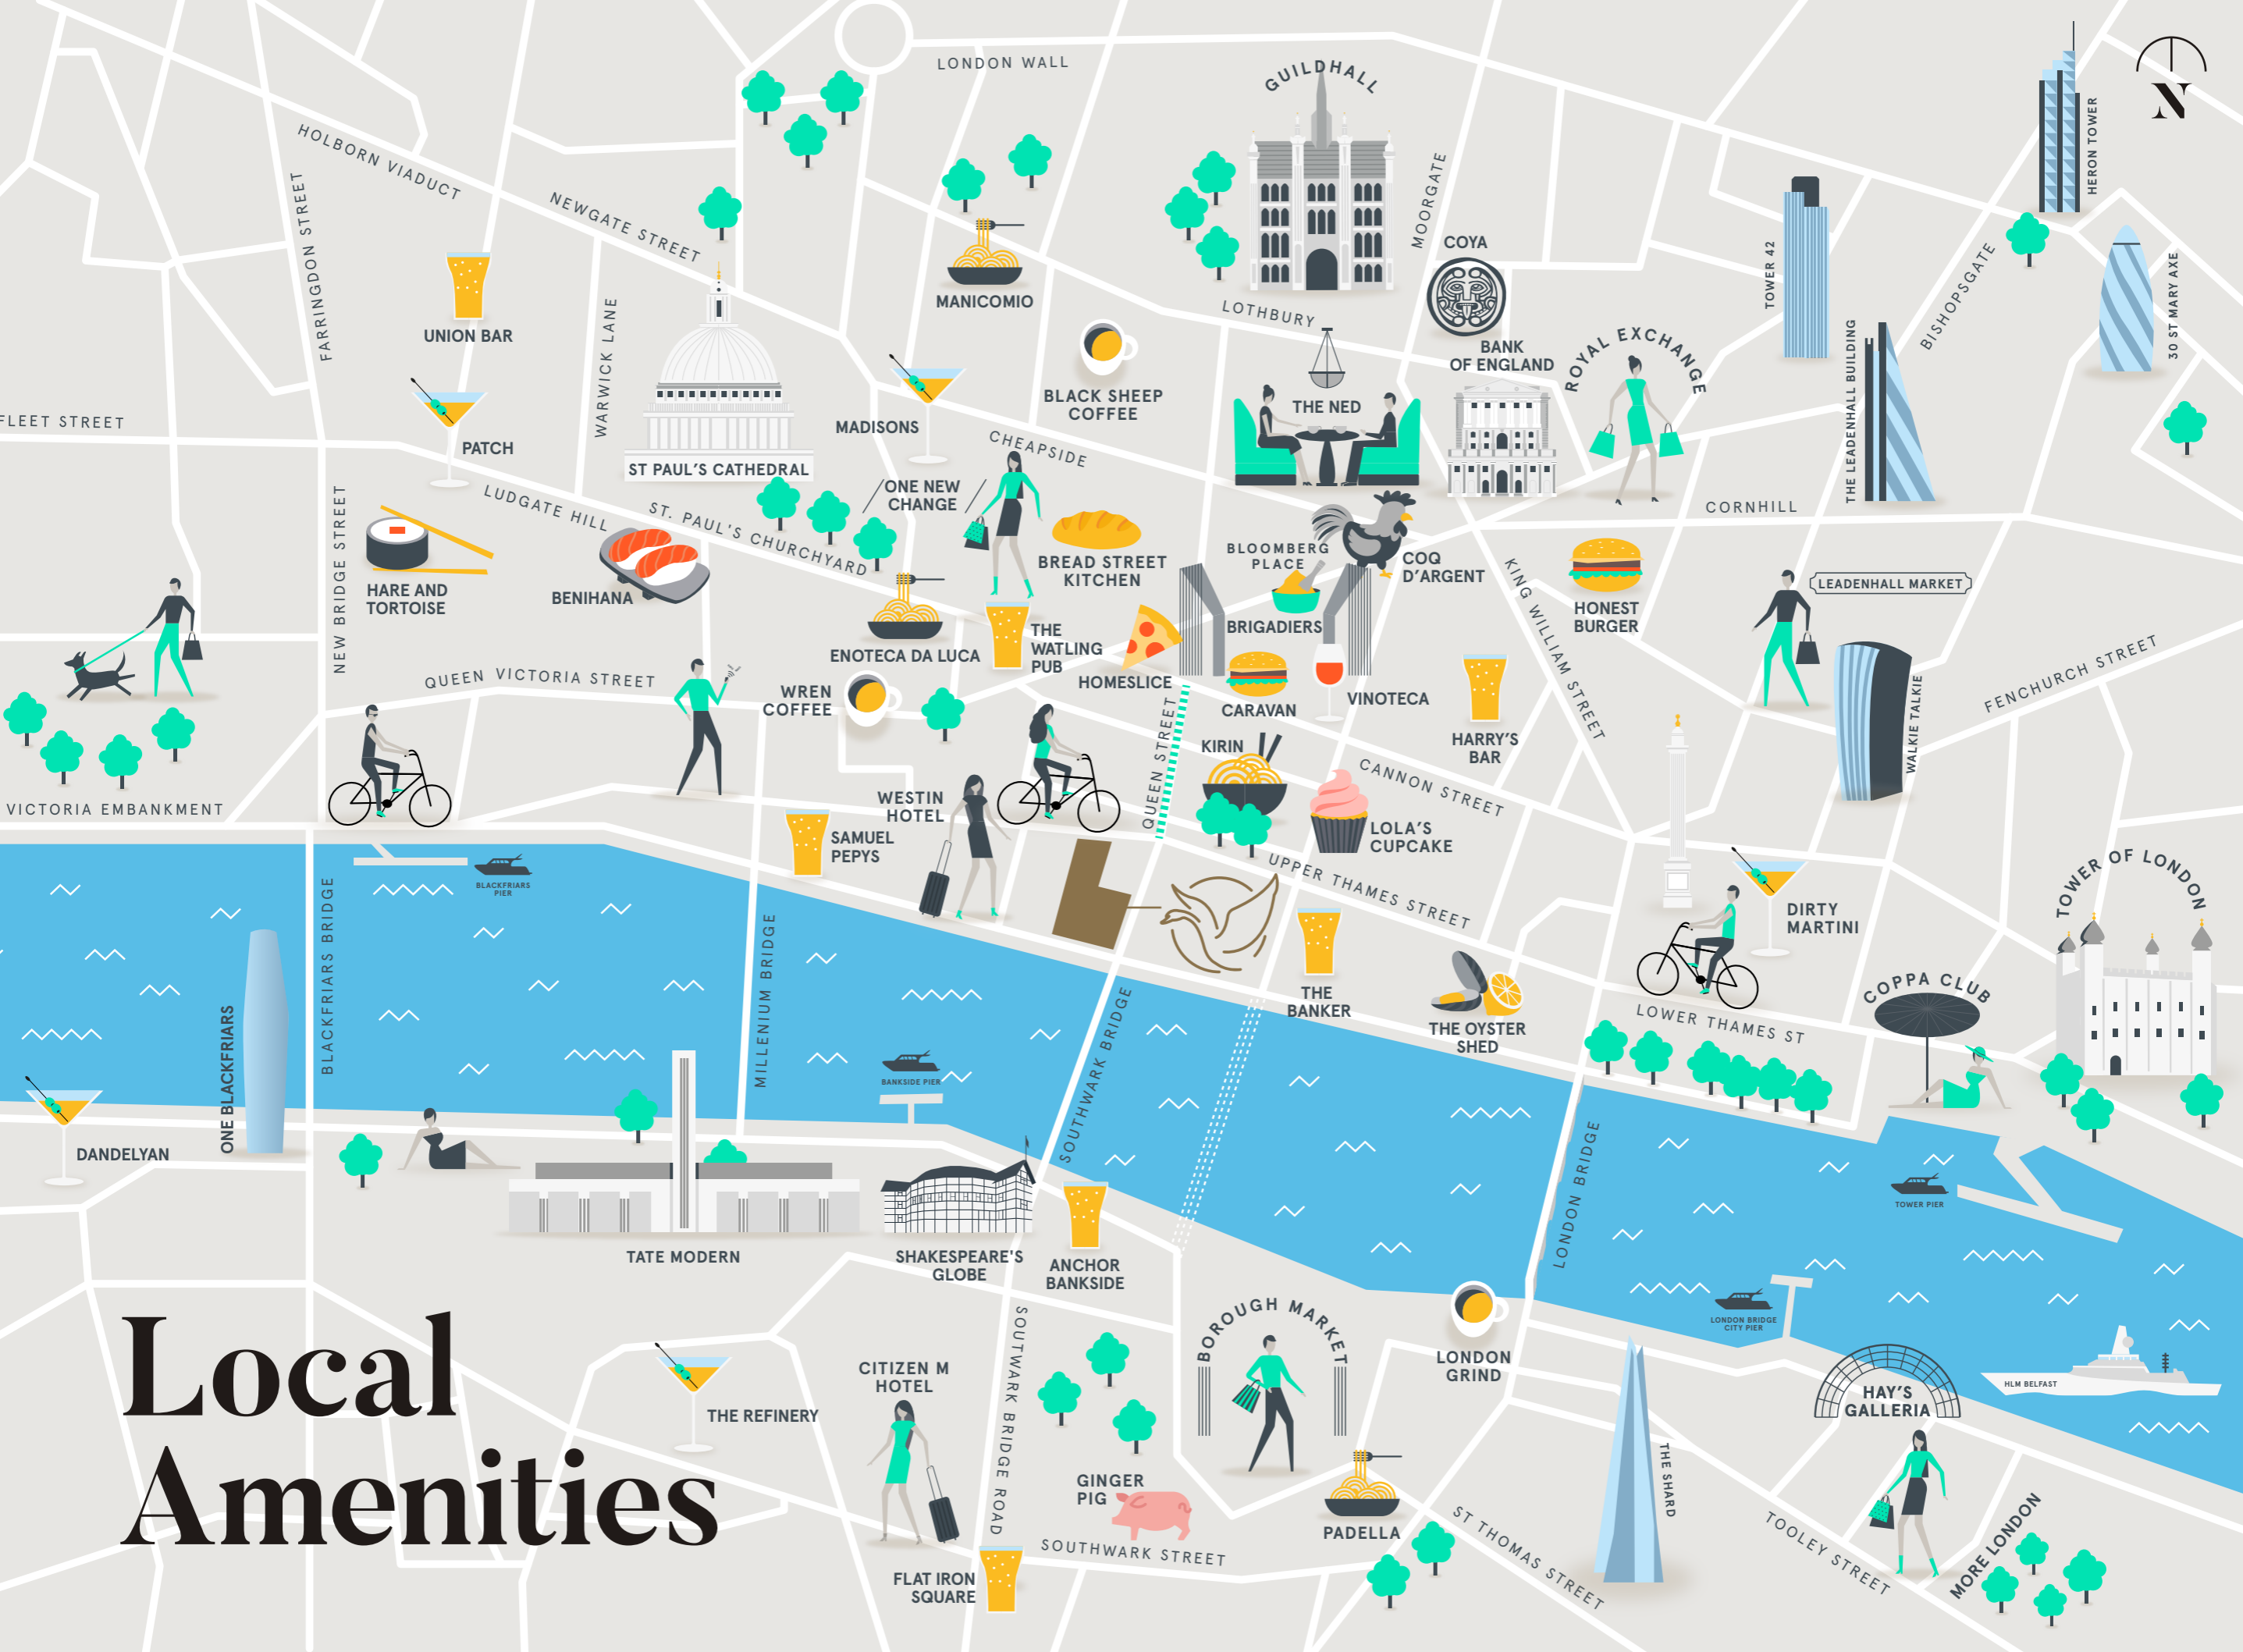 LONDON WALL
GUILDHALL
N
HERON TOWER
HOLBORN VIADUCT
FARRINGDON STREET
NEWGATE STREET
MOORGATE
COYA
TOWER 42
BISHOPSGATE
30 ST MARY AXE
MANICOMIO
LOTHBURY
UNION BAR
WARWICK LANE
BANK
OF ENGLAND
ROYAL EXCHANGE
THE LEADENHALL BUILDING
BLACK SHEEP
COFFEE
THE NED
FLEET STREET
PATCH
MADISONS
CHEAPSIDE
ST PAUL'S CATHEDRAL
ONE NEW
CHANGE
LUDGATE HILL
ST. PAUL'S CHURCHYARD
CORNHILL
NEW BRIDGE STREET
HARE AND
TORTOISE
BENIHANA
BREAD STREET
KITCHEN
BLOOMBERG
PLACE
COQ
D'ARGENT
KING WILLIAM STREET
HONEST
BURGER
LEADENHALL MARKET
BRIGADIERS
ENOTECA DA LUCA
THE
WATLING
PUB
HOMESLICE
QUEEN VICTORIA STREET
WREN
COFFEE
CARAVAN
VINOTECA
FENCHURCH STREET
WALKIE TALKIE
HARRY'S
BAR
QUEEN STREET
KIRIN
CANNON STREET
VICTORIA EMBANKMENT
WESTIN
HOTEL
SAMUEL
PEPYS
LOLA'S
CUPCAKE
UPPER THAMES STREET
BLACKFRIARS
PIER
BLACKFRIARS BRIDGE
MILLENIUM BRIDGE
DIRTY
MARTINI
TOWER OF LONDON
THE
BANKER
THE OYSTER
SHED
COPPA CLUB
LOWER THAMES ST
ONE BLACKFRIARS
BANKSIDE PIER
SOUTHWARK BRIDGE
DANDELYAN
LONDON BRIDGE
TOWER PIER
TATE MODERN
SHAKESPEARE'S
GLOBE
ANCHOR
BANKSIDE
LONDON BRIDGE
CITY PIER
Local
Amenities
SOUTWARK BRIDGE ROAD
BOROUGH MARKET
LONDON
GRIND
CITIZEN M
HOTEL
THE REFINERY
HAY'S
GALLERIA
HLM BELFAST
THE SHARD
GINGER
PIG
PADELLA
SOUTHWARK STREET
ST THOMAS STREET
TOOLEY STREET
MORE LONDON
FLAT IRON
SQUARE